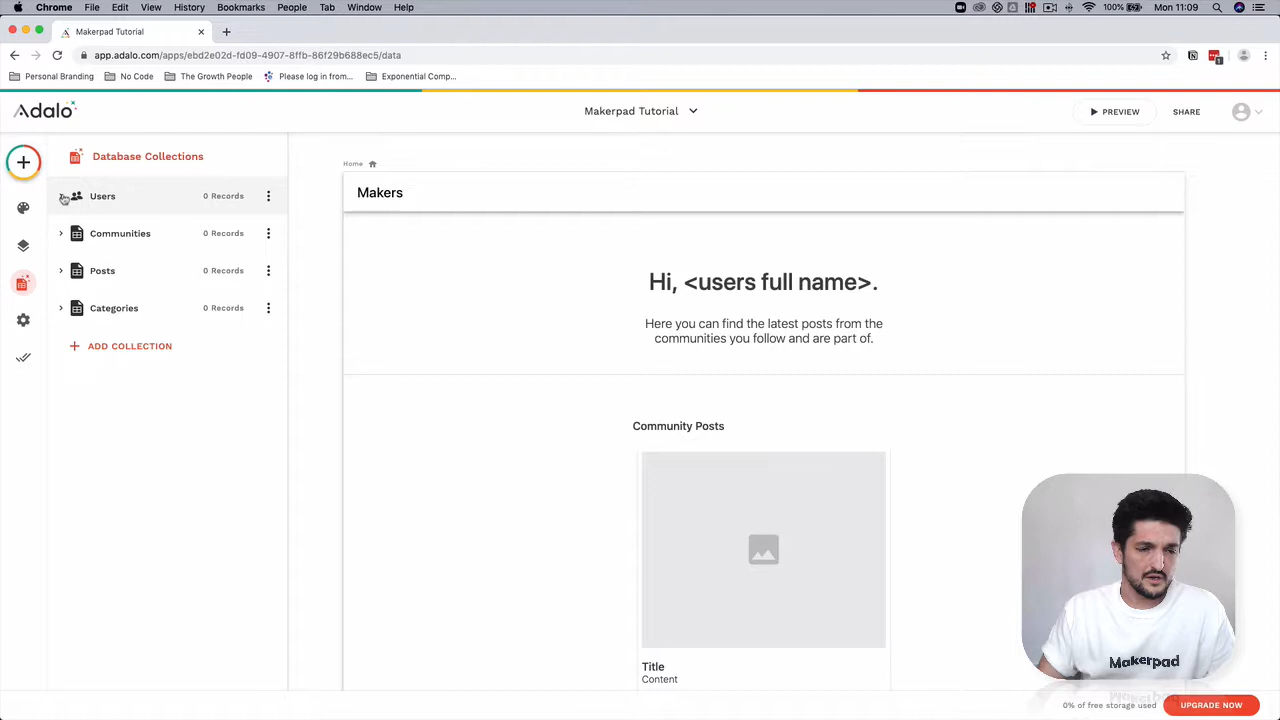 Chrome File Edit View History Bookmarks People Tab Window Help
100% Mon 11:09
Makerpad Tutorial
app.adalo.com/apps/ebd2e02d-fd09-4907-8ffb-86f29b688ec5/data
Personal Branding No Code The Growth People Please log in from... Exponential Comp...
Adalo
Makerpad Tutorial
PREVIEW SHARE
Database Collections
Users 0 Records
Communities 0 Records
Posts 0 Records
Categories 0 Records
+ ADD COLLECTION
Home
Makers
Hi, <users full name>.
Here you can find the latest posts from the
communities you follow and are part of.
Community Posts
Title
Content
Makerpad
0% of free storage used UPGRADE NOW